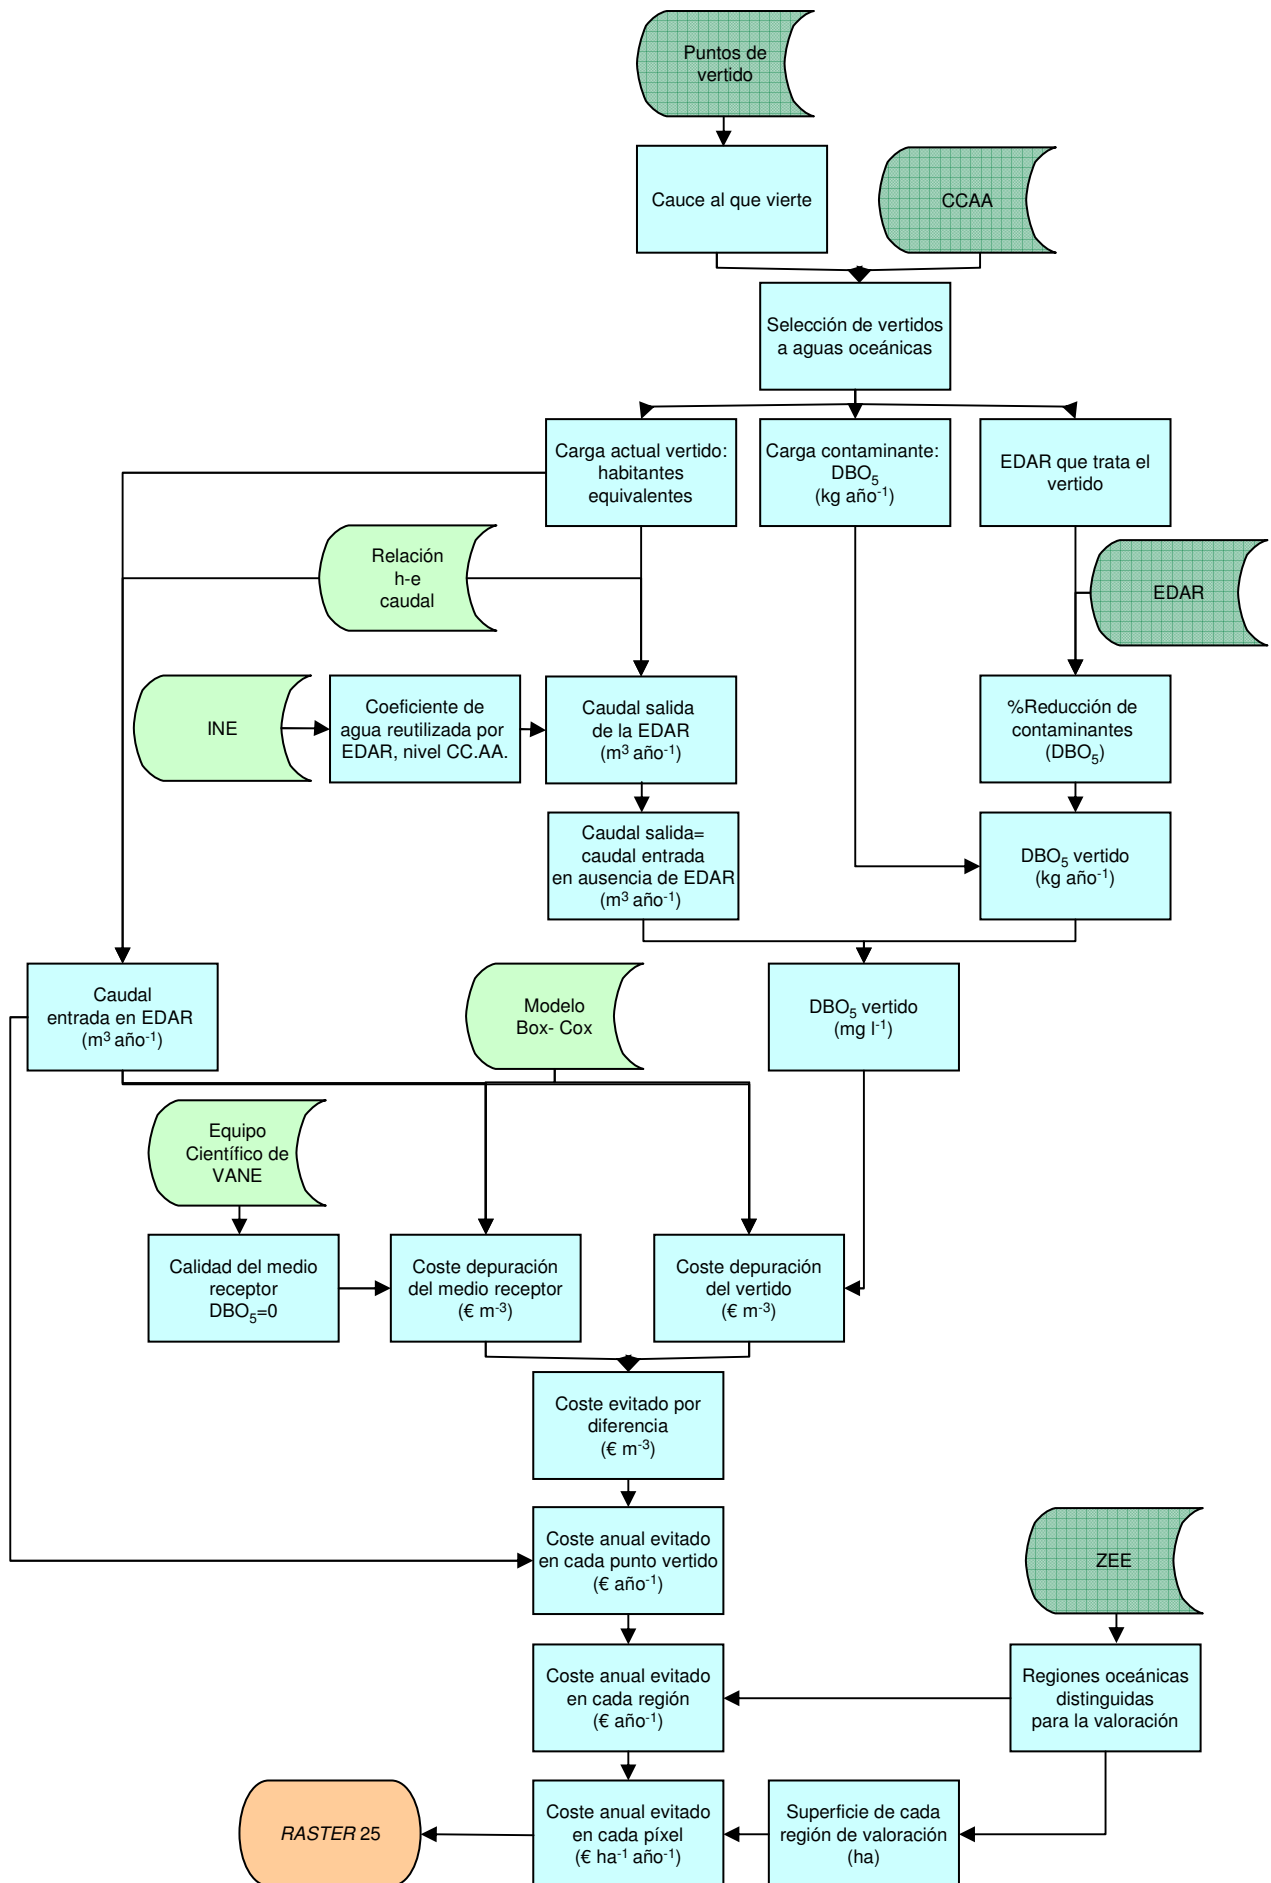 Puntos de
vertido
Cauce al que vierte
CCAA
Selección de vertidos
a aguas oceánicas
Carga actual vertido:
habitantes
equivalentes
Carga contaminante:
DBO₅
(kg año⁻¹)
EDAR que trata el
vertido
Relación
h-e
caudal
EDAR
INE
Coeficiente de
agua reutilizada por
EDAR, nivel CC.AA.
Caudal salida
de la EDAR
(m³ año⁻¹)
%Reducción de
contaminantes
(DBO₅)
Caudal salida=
caudal entrada
en ausencia de EDAR
(m³ año⁻¹)
DBO₅ vertido
(kg año⁻¹)
Caudal
entrada en EDAR
(m³ año⁻¹)
Modelo
Box- Cox
DBO₅ vertido
(mg l⁻¹)
Equipo
Científico de
VANE
Calidad del medio
receptor
DBO₅=0
Coste depuración
del medio receptor
(€ m⁻³)
Coste depuración
del vertido
(€ m⁻³)
Coste evitado por
diferencia
(€ m⁻³)
Coste anual evitado
en cada punto vertido
(€ año⁻¹)
ZEE
Coste anual evitado
en cada región
(€ año⁻¹)
Regiones oceánicas
distinguidas
para la valoración
RASTER 25
Coste anual evitado
en cada píxel
(€ ha⁻¹ año⁻¹)
Superficie de cada
región de valoración
(ha)